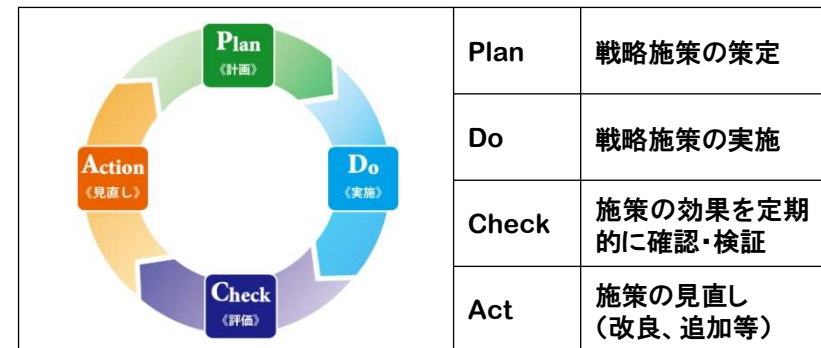 Plan
《計画》
Do
《実施》
Check
《評価》
Action
《見直し》
Plan
戦略施策の策定
Do
戦略施策の実施
Check
施策の効果を定期
的に確認・検証
Act
施策の見直し
（改良、追加等）